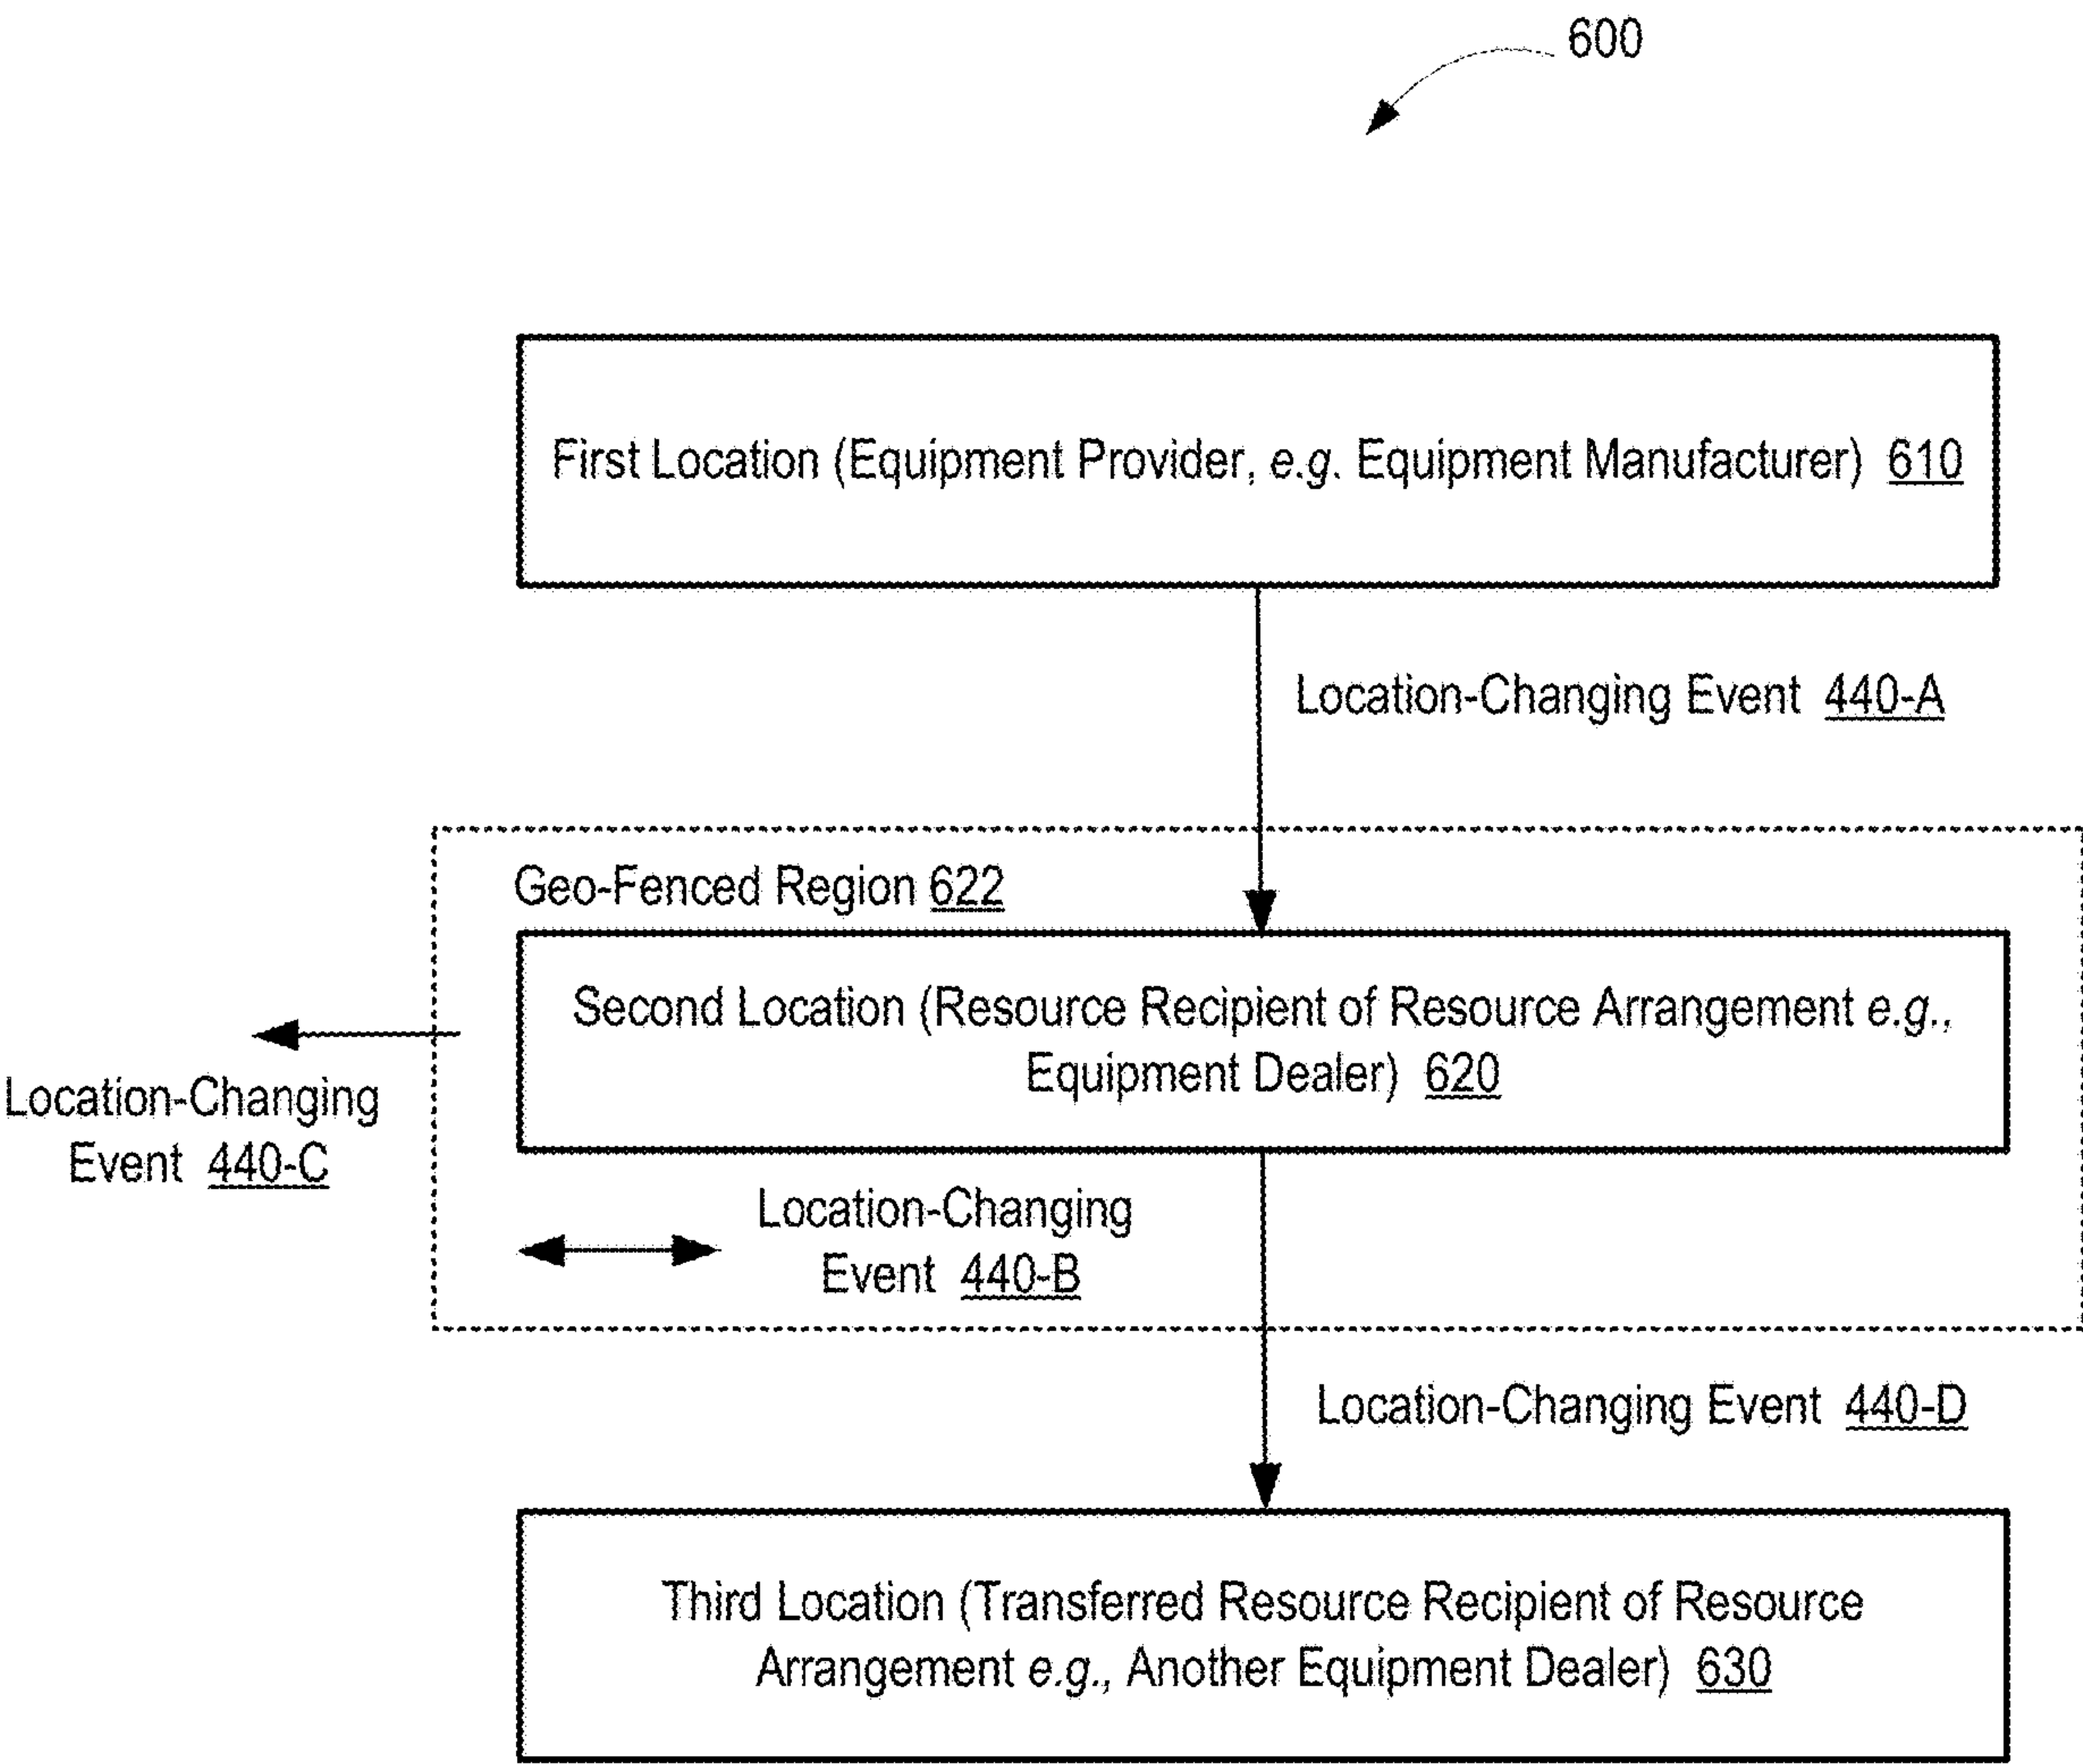 600
First Location (Equipment Provider, e.g. Equipment Manufacturer) 610
Location-Changing Event 440-A
Geo-Fenced Region 622
Second Location (Resource Recipient of Resource Arrangement e.g.,
Equipment Dealer) 620
Location-Changing
Event 440-C
Location-Changing
Event 440-B
Location-Changing Event 440-D
Third Location (Transferred Resource Recipient of Resource
Arrangement e.g., Another Equipment Dealer) 630